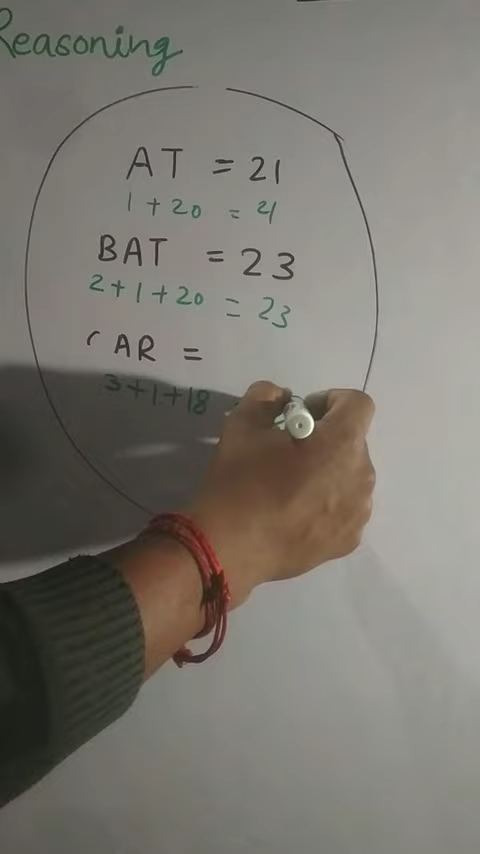 Reasoning
AT = 21
1 + 20 = 21
BAT = 23
2 + 1 + 20 = 23
CAR =
3 + 1 + 18